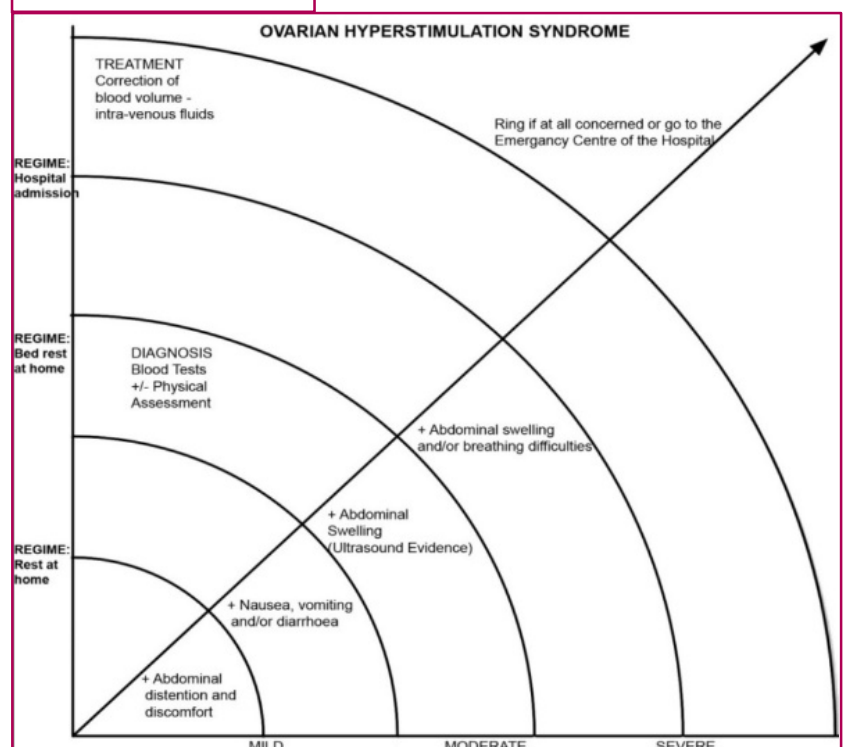 OVARIAN HYPERSTIMULATION SYNDROME
TREATMENT
Correction of
blood volume -
intra-venous fluids
Ring if at all concerned or go to the
Emergancy Centre of the Hospital
REGIME:
Hospital
admission
REGIME:
Bed rest
at home
DIAGNOSIS
Blood Tests
+/- Physical
Assessment
+ Abdominal swelling
and/or breathing difficulties
+ Abdominal
Swelling
(Ultrasound Evidence)
REGIME:
Rest at
home
+ Nausea, vomiting
and/or diarrhoea
+ Abdominal
distention and
discomfort
MILD
MODERATE
SEVERE